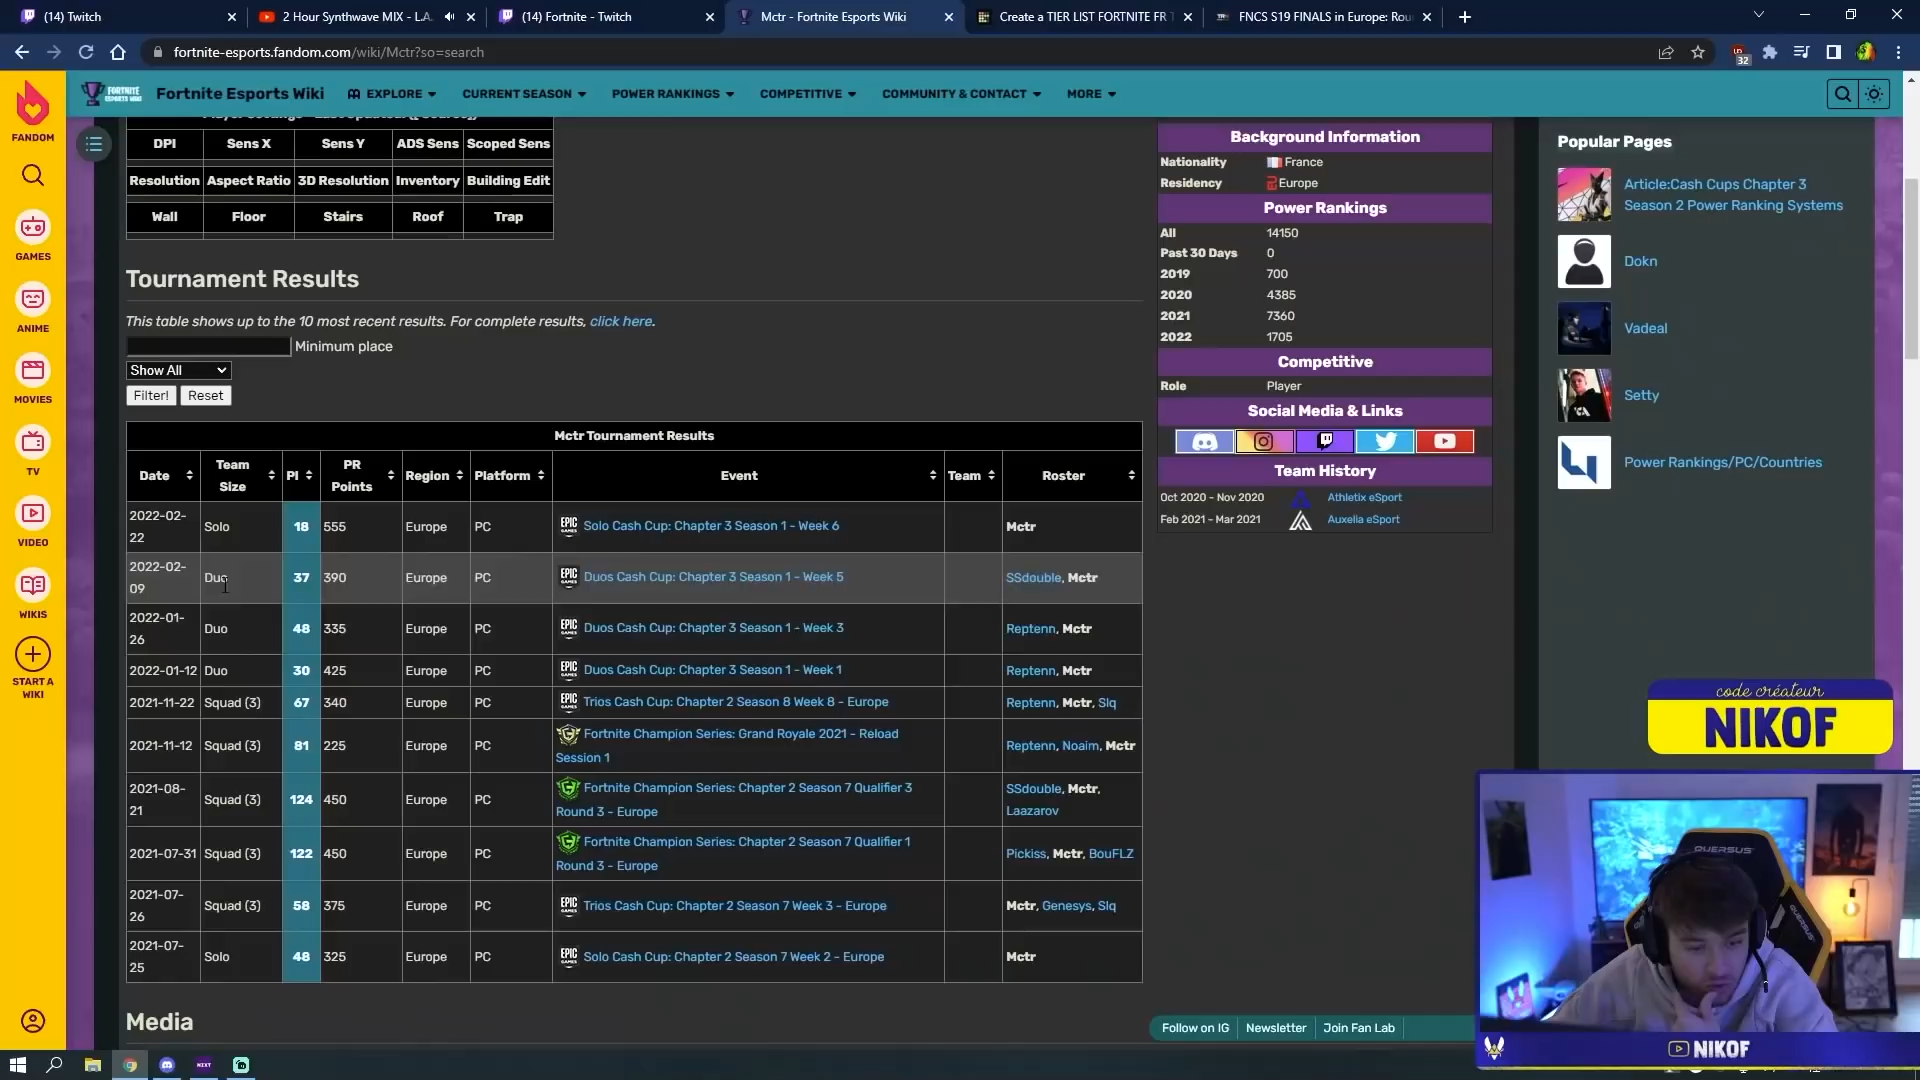 (14) Twitch
2 Hour Synthwave MIX - L.A.
(14) Fortnite - Twitch
Mctr - Fortnite Esports Wiki
Create a TIER LIST FORTNITE FR T
FNCS S19 FINALS in Europe: Rou
fortnite-esports.fandom.com/wiki/Mctr?so=search
32
FORTNITE
Fortnite Esports Wiki
EXPLORE
CURRENT SEASON
POWER RANKINGS
COMPETITIVE
COMMUNITY & CONTACT
MORE
FANDOM
GAMES
ANIME
MOVIES
TV
VIDEO
WIKIS
START A
WIKI
DPI Sens X Sens Y ADS Sens Scoped Sens
Resolution Aspect Ratio 3D Resolution Inventory Building Edit
Wall Floor Stairs Roof Trap
Tournament Results
This table shows up to the 10 most recent results. For complete results, click here.
Minimum place
Show All
Filter! Reset
Mctr Tournament Results
Date Team Size Pl PR Points Region Platform Event Team Roster
2022-02-22 Solo 18 555 Europe PC EPIC GAMES Solo Cash Cup: Chapter 3 Season 1 - Week 6 Mctr
2022-02-09 Duo 37 390 Europe PC EPIC GAMES Duos Cash Cup: Chapter 3 Season 1 - Week 5 SSdouble, Mctr
2022-01-26 Duo 48 335 Europe PC EPIC GAMES Duos Cash Cup: Chapter 3 Season 1 - Week 3 Reptenn, Mctr
2022-01-12 Duo 30 425 Europe PC EPIC GAMES Duos Cash Cup: Chapter 3 Season 1 - Week 1 Reptenn, Mctr
2021-11-22 Squad (3) 67 340 Europe PC EPIC GAMES Trios Cash Cup: Chapter 2 Season 8 Week 8 - Europe Reptenn, Mctr, Slq
2021-11-12 Squad (3) 81 225 Europe PC Fortnite Champion Series: Grand Royale 2021 - Reload Session 1 Reptenn, Noaim, Mctr
2021-08-21 Squad (3) 124 450 Europe PC Fortnite Champion Series: Chapter 2 Season 7 Qualifier 3 Round 3 - Europe SSdouble, Mctr, Laazarov
2021-07-31 Squad (3) 122 450 Europe PC Fortnite Champion Series: Chapter 2 Season 7 Qualifier 1 Round 3 - Europe Pickiss, Mctr, BouFLZ
2021-07-26 Squad (3) 58 375 Europe PC EPIC GAMES Trios Cash Cup: Chapter 2 Season 7 Week 3 - Europe Mctr, Genesys, Slq
2021-07-25 Solo 48 325 Europe PC EPIC GAMES Solo Cash Cup: Chapter 2 Season 7 Week 2 - Europe Mctr
Media
Background Information
Nationality France
Residency Europe
Power Rankings
All 14150
Past 30 Days 0
2019 700
2020 4385
2021 7360
2022 1705
Competitive
Role Player
Social Media & Links
Team History
Oct 2020 - Nov 2020 Athletix eSport
Feb 2021 - Mar 2021 Auxelia eSport
Popular Pages
Article:Cash Cups Chapter 3
Season 2 Power Ranking Systems
Dokn
Vadeal
Setty
Power Rankings/PC/Countries
code créateur
NIKOF
QUERSUS
QUERSUS
NIKOF
Follow on IG
Newsletter
Join Fan Lab
NEXT